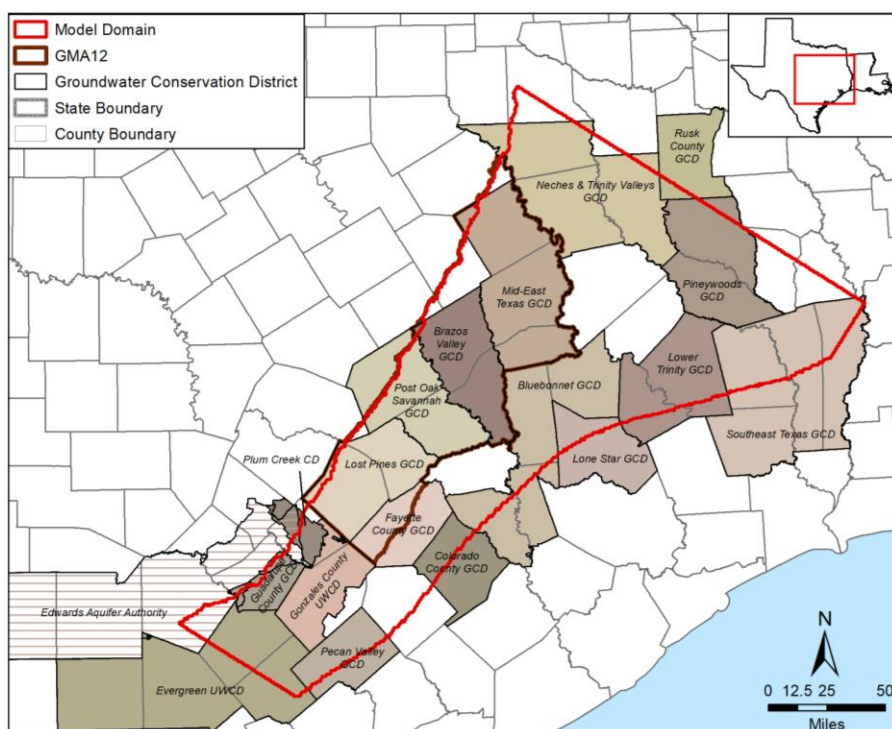 Model Domain
GMA12
Groundwater Conservation District
State Boundary
County Boundary
Rusk
County
GCD
Neches & Trinity Valleys
GCD
Mid-East
Texas GCD
Pineywoods
GCD
Brazos
Valley
GCD
Lower
Trinity GCD
Post Oak
Savannah
GCD
Bluebonnet GCD
Southeast Texas GCD
Plum Creek CD
Lost Pines GCD
Lone Star GCD
Fayette
County GCD
Colorado
County GCD
Guadalupe
County GCD
Gonzales County
UWCD
Edwards Aquifer Authority
Pecan Valley
GCD
Evergreen UWCD
N
0 12.5 25 50
Miles